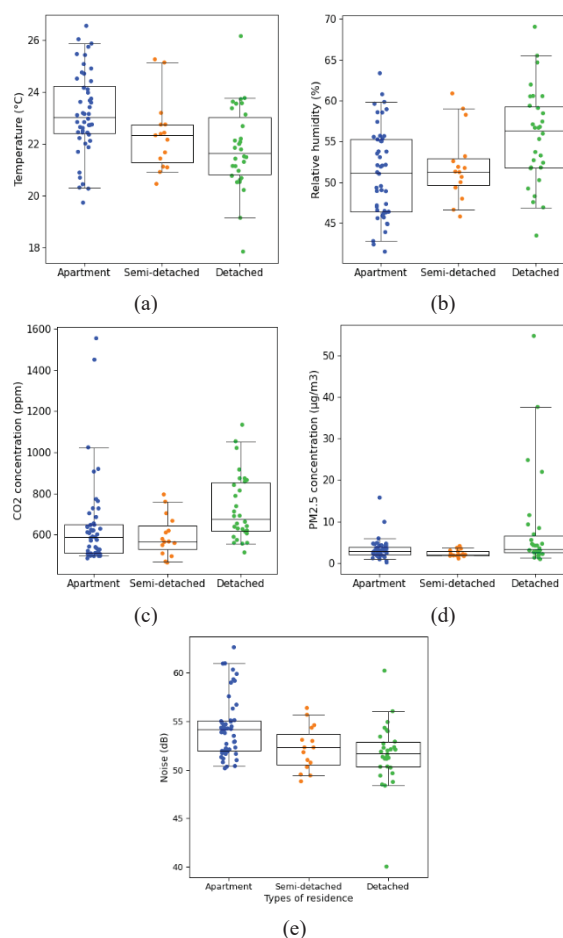 26
24
22
20
18
Temperature (°C)
Apartment Semi-detached Detached
(a)
70
65
60
55
50
45
Relative humidity (%)
Apartment Semi-detached Detached
(b)
1600
1400
1200
1000
800
600
CO2 concentration (ppm)
Apartment Semi-detached Detached
(c)
50
40
30
20
10
0
PM2.5 concentration (µg/m3)
Apartment Semi-detached Detached
(d)
60
55
50
45
40
Noise (dB)
Apartment Semi-detached Detached
Types of residence
(e)